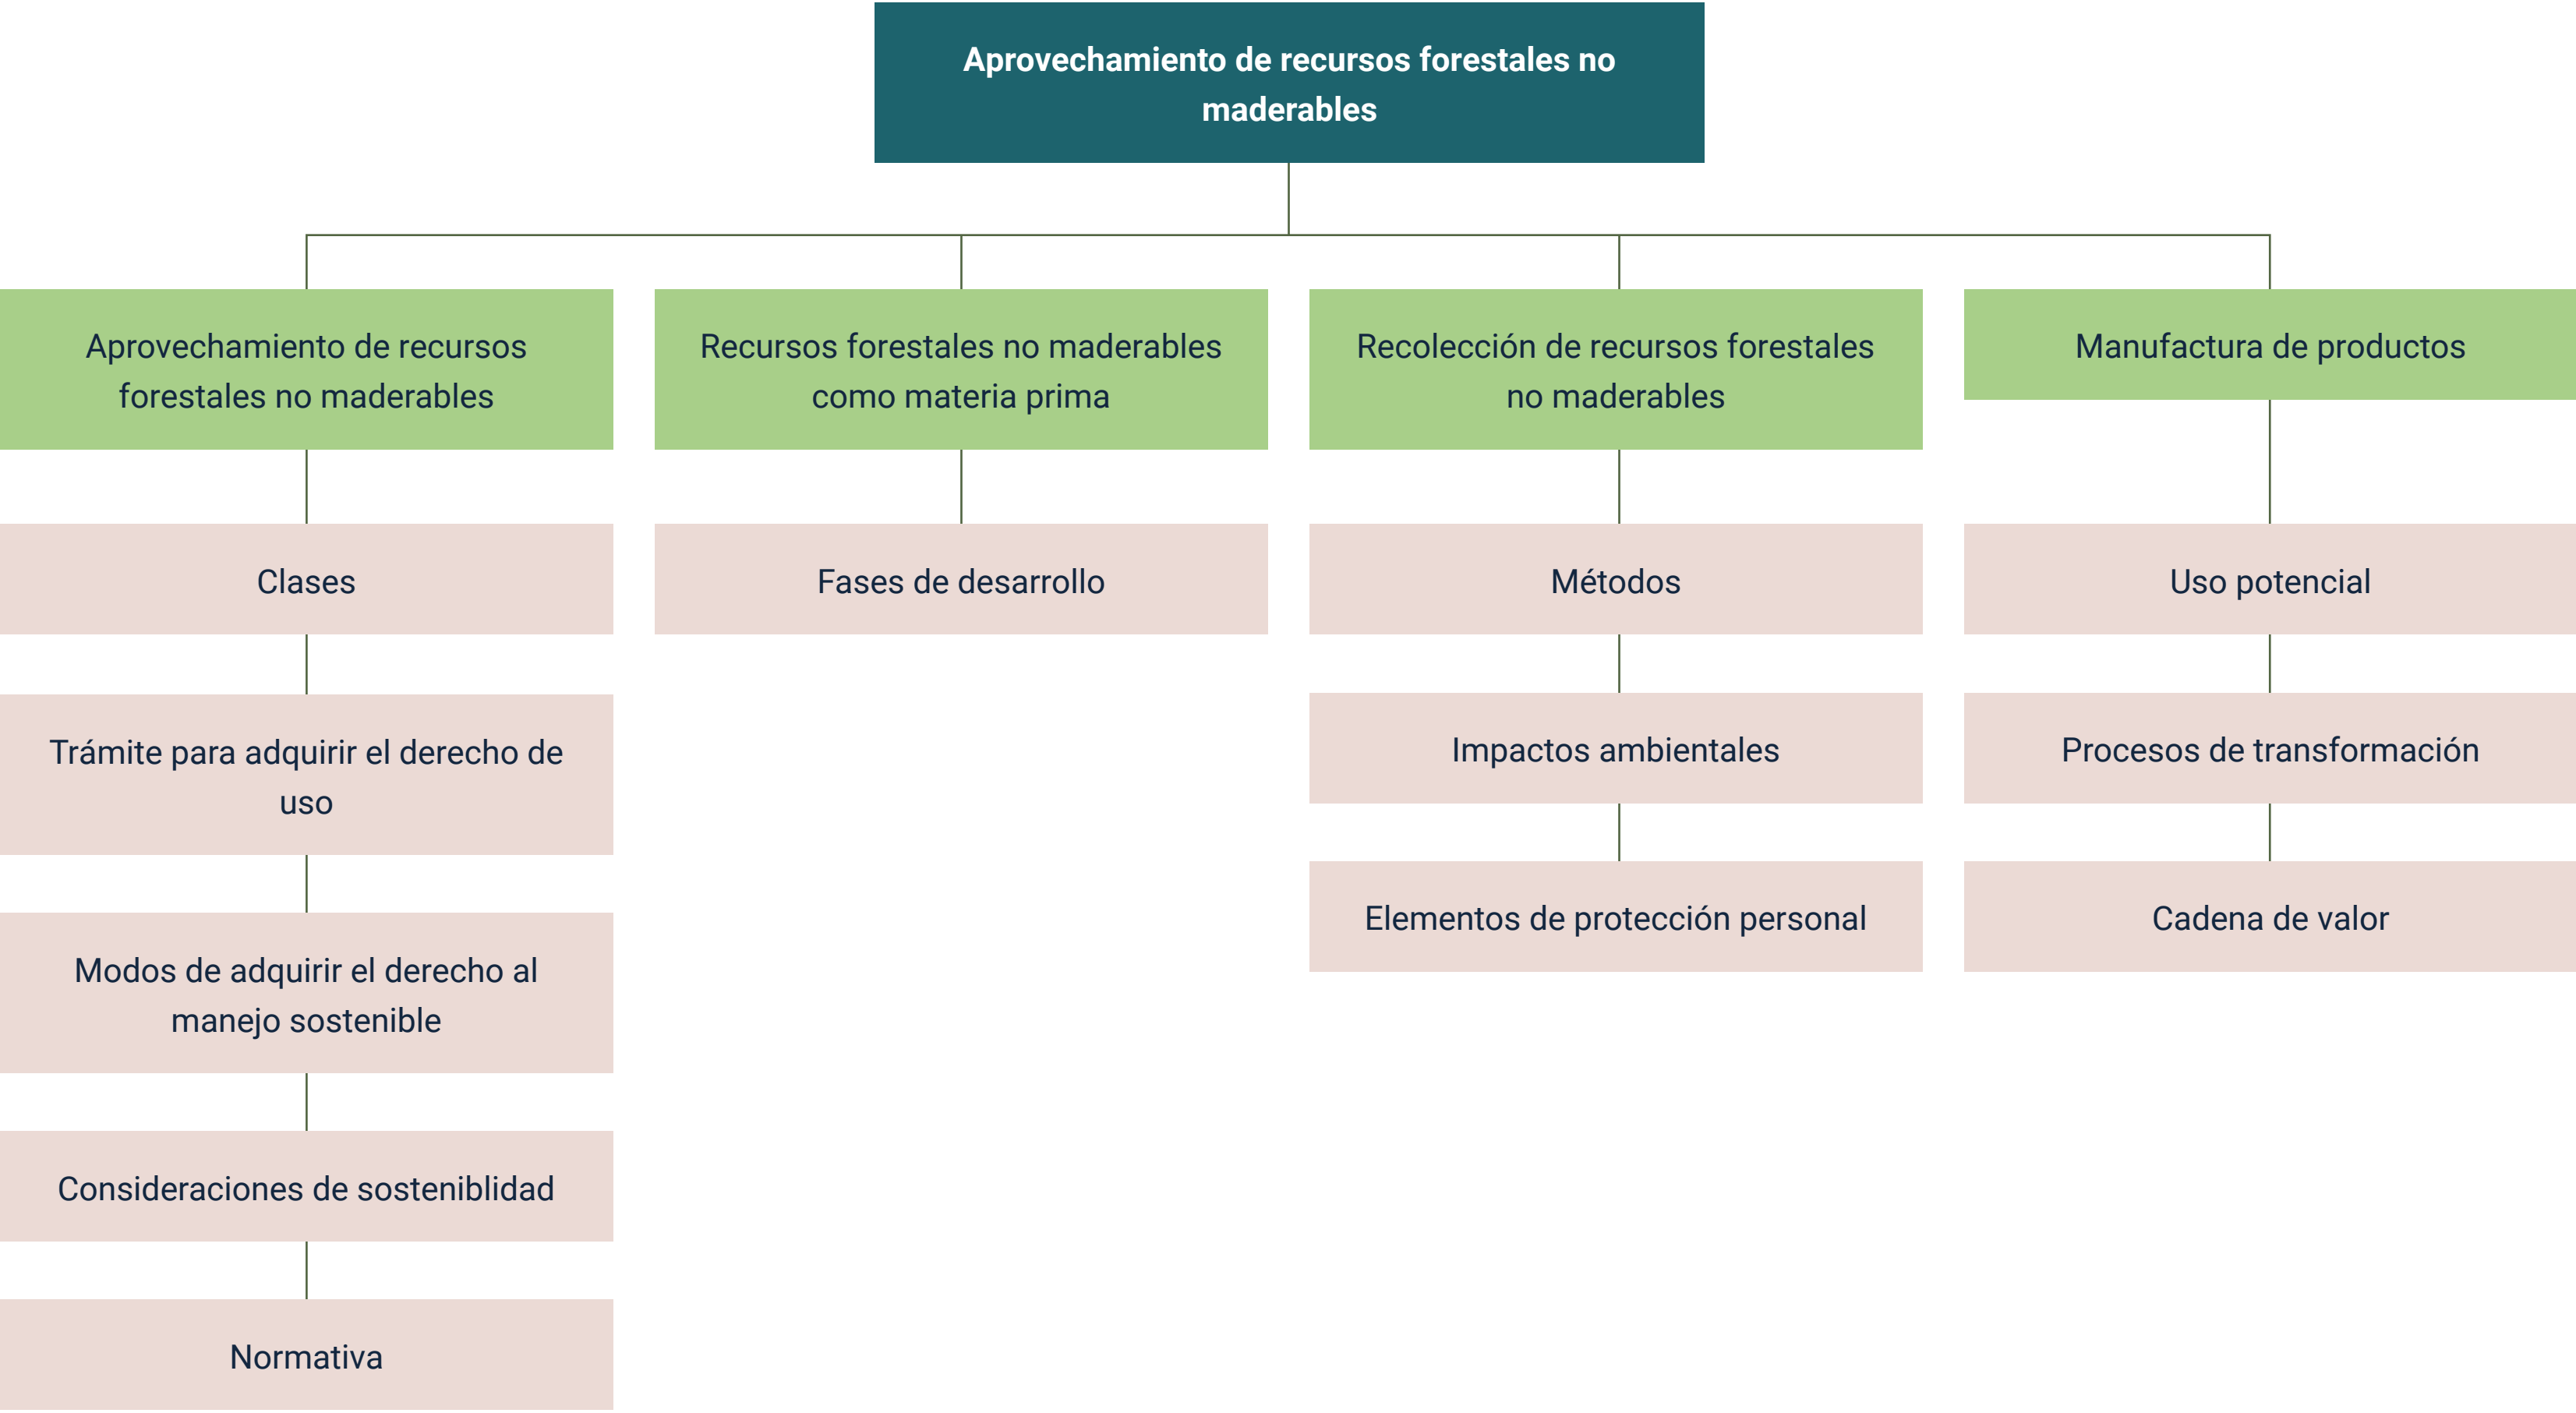 Aprovechamiento de recursos forestales no
maderables
Aprovechamiento de recursos
forestales no maderables
Clases
Trámite para adquirir el derecho de
uso
Modos de adquirir el derecho al
manejo sostenible
Consideraciones de sosteniblidad
Normativa
Recursos forestales no maderables
como materia prima
Fases de desarrollo
Recolección de recursos forestales
no maderables
Métodos
Impactos ambientales
Elementos de protección personal
Manufactura de productos
Uso potencial
Procesos de transformación
Cadena de valor